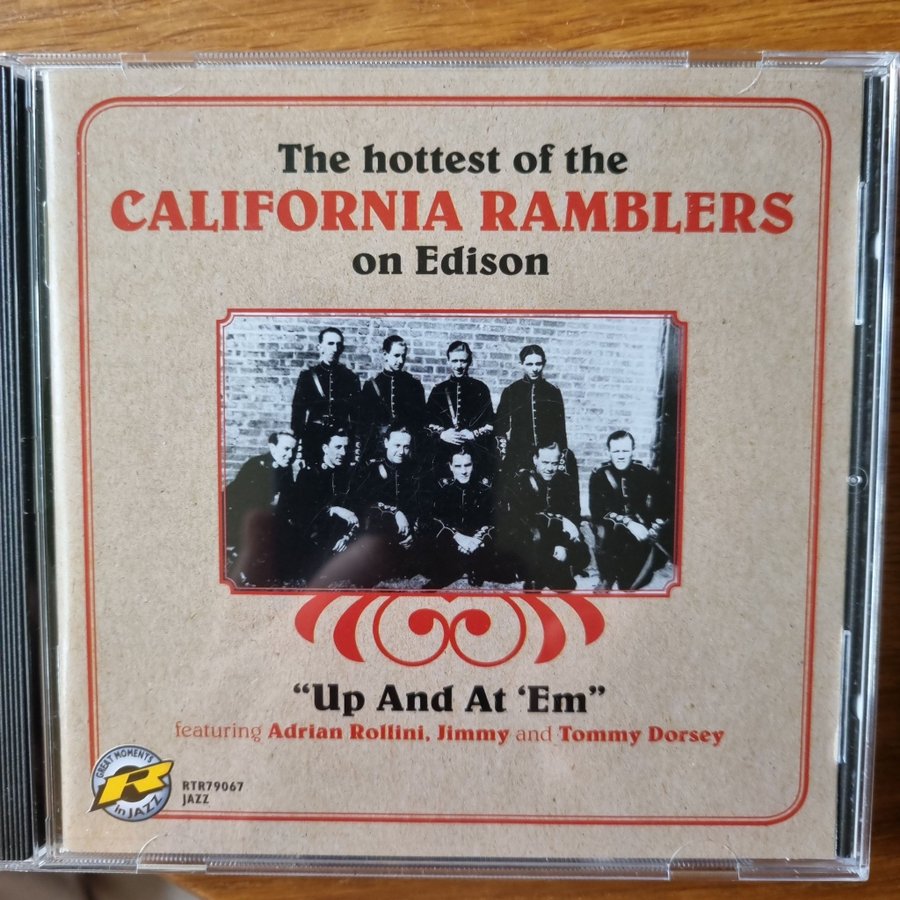 The hottest of the
CALIFORNIA RAMBLERS
on Edison
“Up And At ‘Em”
featuring Adrian Rollini, Jimmy and Tommy Dorsey
GREAT MOMENTS
R
in JAZZ
RTR79067
JAZZ